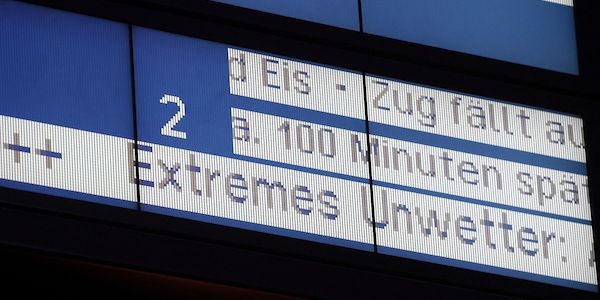 d Eis - Zug fällt au
2
a. 100 Minuten spät
++ Extremes Unwetter: